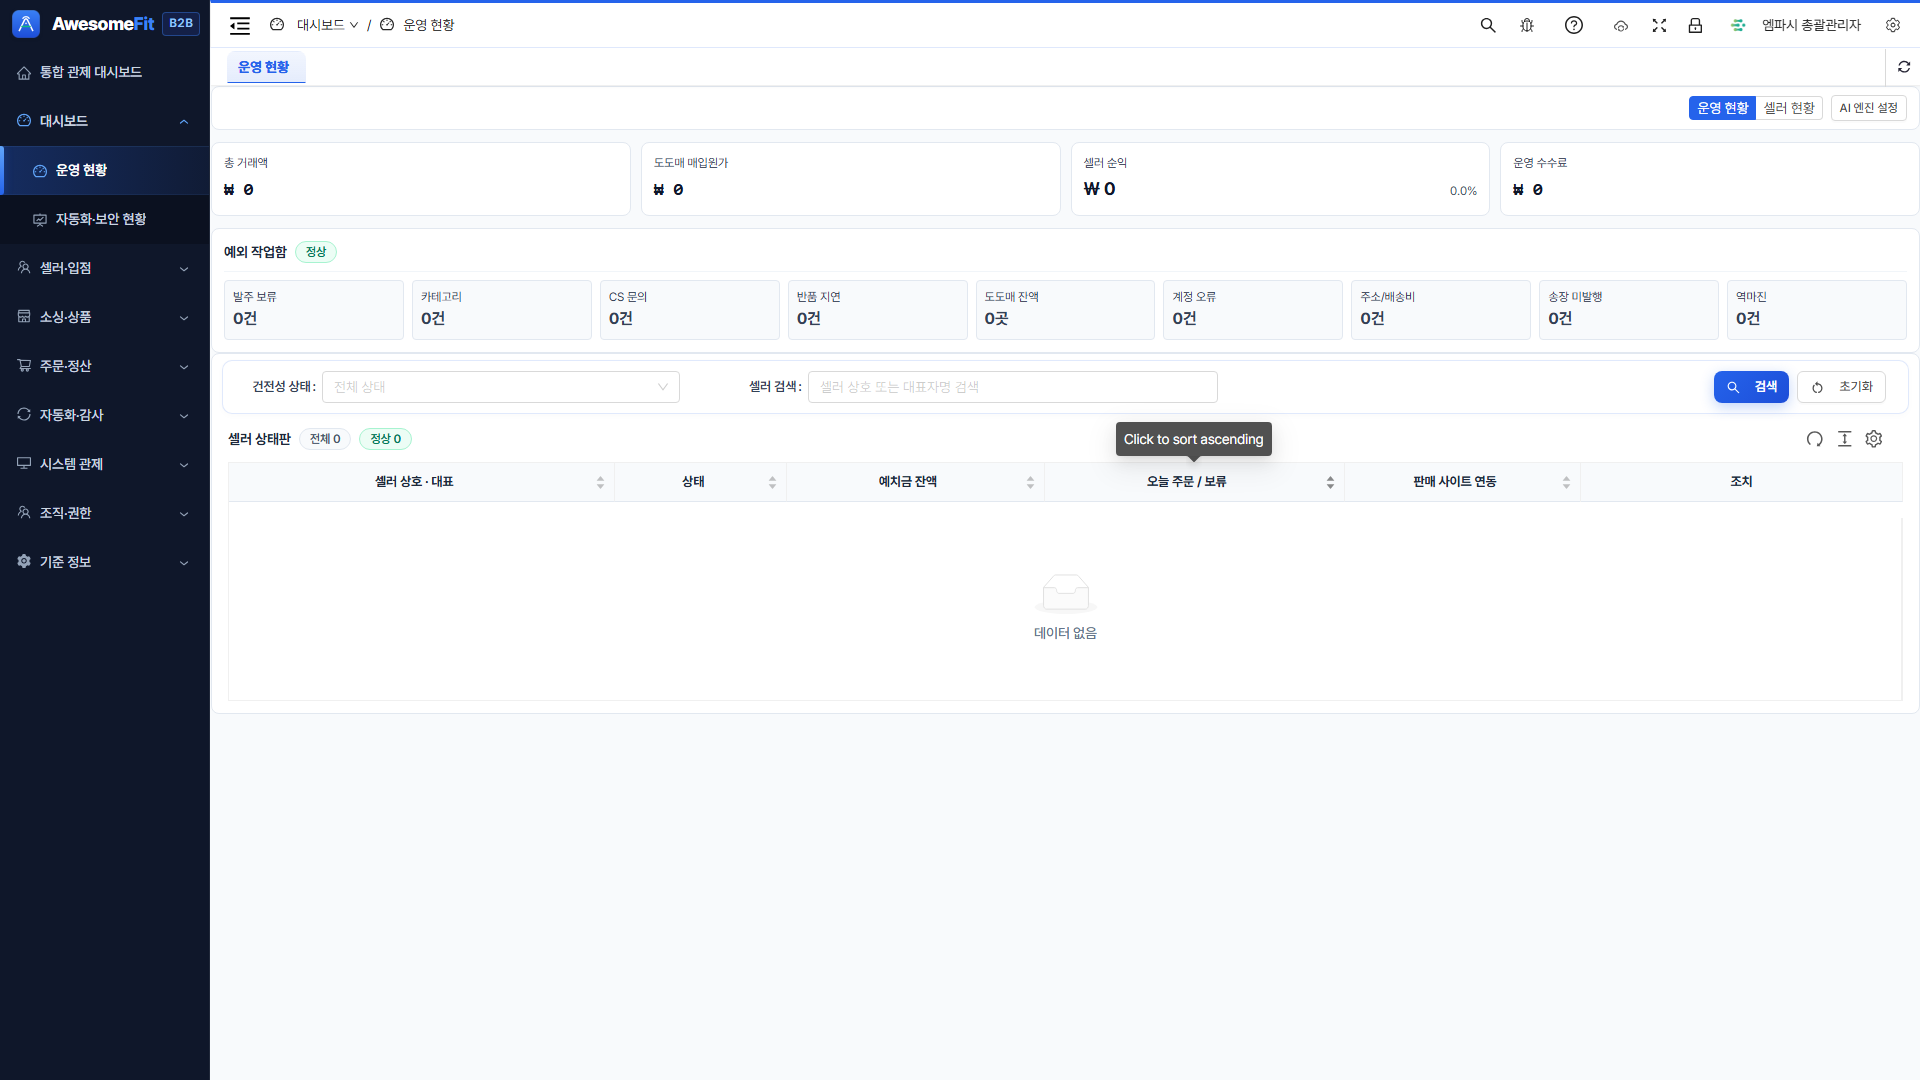 AwesomeFit B2B
통합 관제 대시보드
대시보드
운영 현황
자동화·보안 현황
셀러·입점
소싱·상품
주문·정산
자동화·감사
시스템 관제
조직·권한
기준 정보
대시보드 / 운영 현황
엠파시 총괄관리자
운영 현황
운영 현황 셀러 현황 AI 엔진 설정
총 거래액
₩ 0
도도매 매입원가
₩ 0
셀러 순익
₩ 0 0.0%
운영 수수료
₩ 0
예외 작업함 정상
발주 보류
0건
카테고리
0건
CS 문의
0건
반품 지연
0건
도도매 잔액
0곳
계정 오류
0건
주소/배송비
0건
송장 미발행
0건
역마진
0건
건전성 상태 : 전체 상태 셀러 검색 : 셀러 상호 또는 대표자명 검색 검색 초기화
셀러 상태판 전체 0 정상 0
Click to sort ascending
셀러 상호 · 대표 상태 예치금 잔액 오늘 주문 / 보류 판매 사이트 연동 조치
데이터 없음